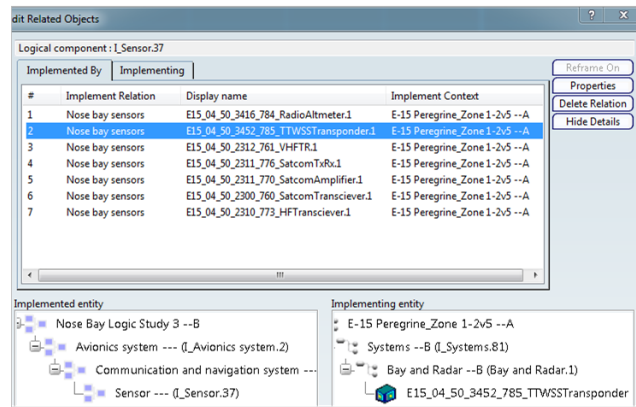 dit Related Objects
? X
Logical component : I_Sensor.37
Implemented By Implementing
Reframe On
Properties
Delete Relation
Hide Details
# Implement Relation Display name Implement Context
1 Nose bay sensors E15_04_50_3416_784_RadioAltmeter.1 E-15 Peregrine_Zone 1-2v5 --A
2 Nose bay sensors E15_04_50_3452_785_TTWSSTransponder.1 E-15 Peregrine_Zone 1-2v5 --A
3 Nose bay sensors E15_04_50_2312_761_VHFTR.1 E-15 Peregrine_Zone 1-2v5 --A
4 Nose bay sensors E15_04_50_2311_776_SatcomTxRx.1 E-15 Peregrine_Zone 1-2v5 --A
5 Nose bay sensors E15_04_50_2311_770_SatcomAmplifier.1 E-15 Peregrine_Zone 1-2v5 --A
6 Nose bay sensors E15_04_50_2300_760_SatcomTransciever.1 E-15 Peregrine_Zone 1-2v5 --A
7 Nose bay sensors E15_04_50_2310_773_HFTransciever.1 E-15 Peregrine_Zone 1-2v5 --A
Implemented entity
Nose Bay Logic Study 3 --B
Avionics system --- (I_Avionics system.2)
Communication and navigation system ---
Sensor --- (I_Sensor.37)
Implementing entity
E-15 Peregrine_Zone 1-2v5 --A
Systems --B (I_Systems.81)
Bay and Radar --B (Bay and Radar.1)
E15_04_50_3452_785_TTWSSTransponder